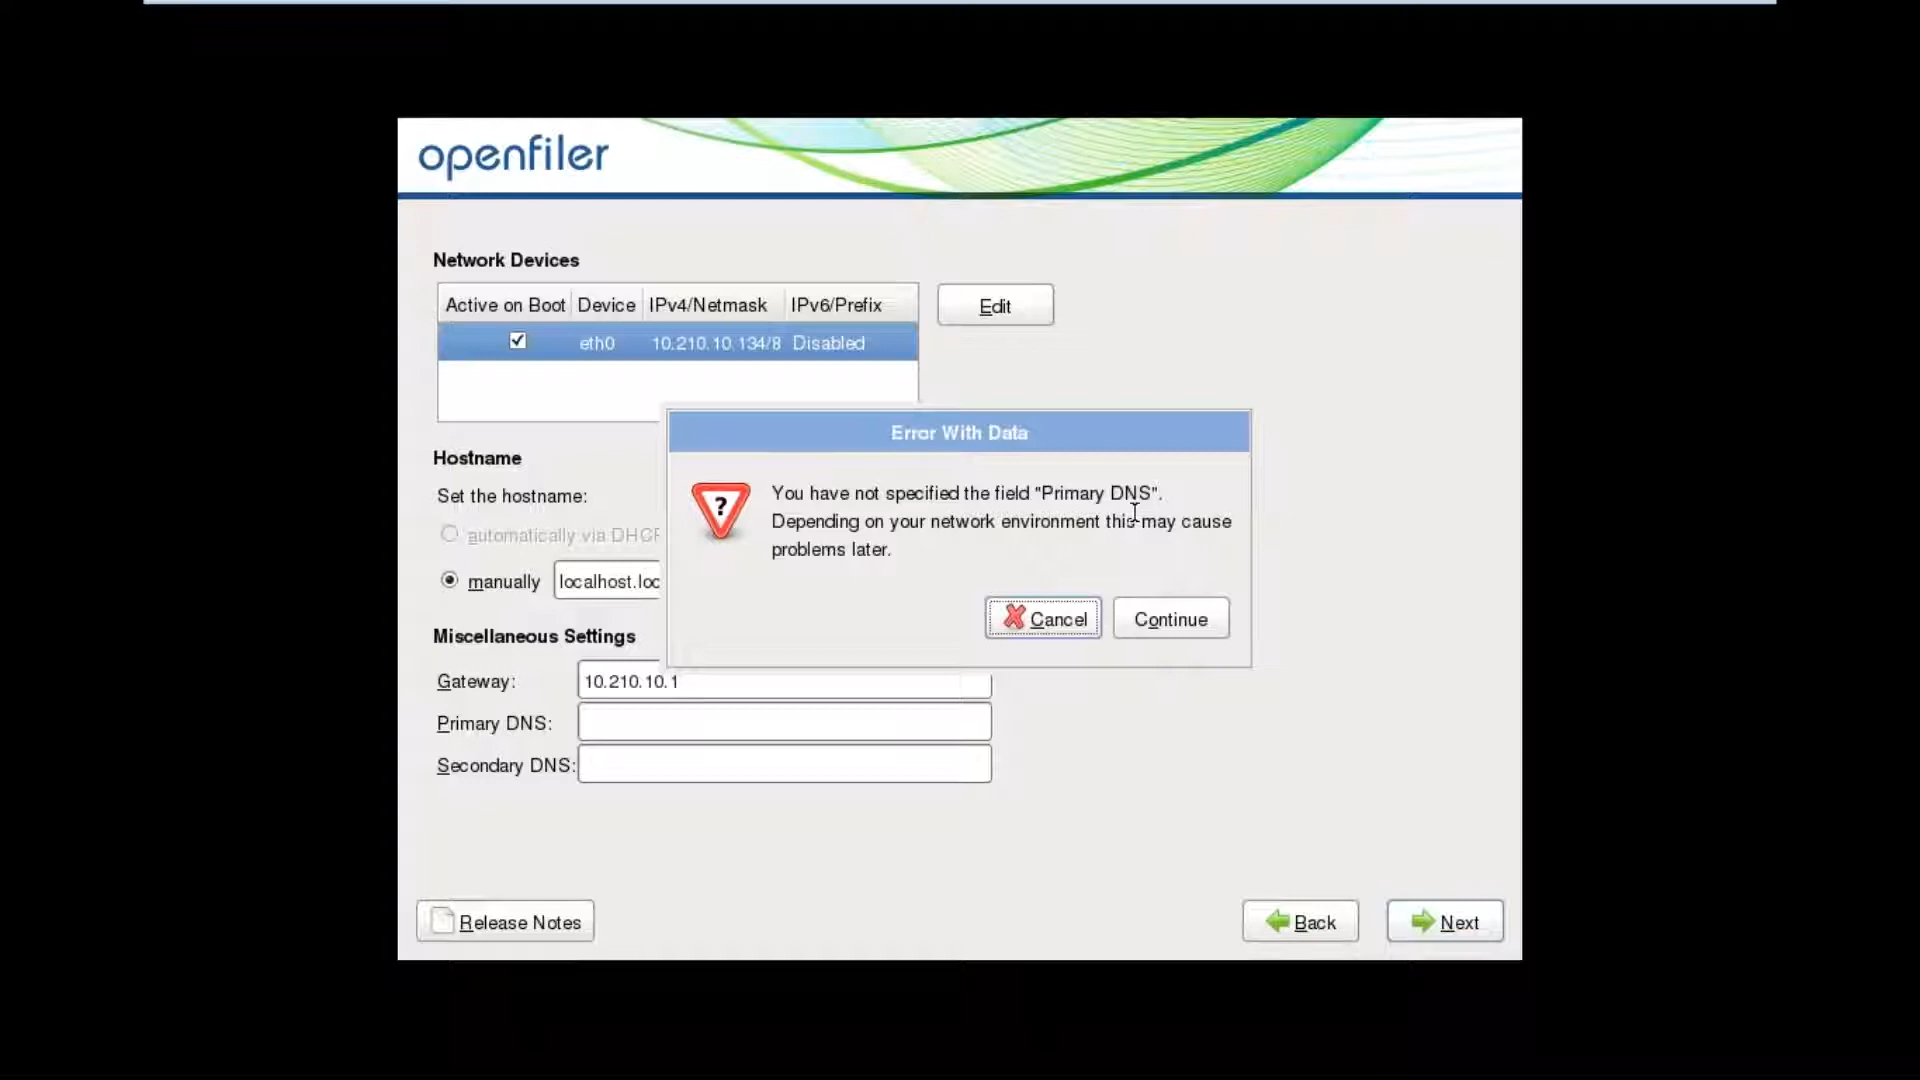 openfiler
Network Devices
Active on Boot Device IPv4/Netmask IPv6/Prefix
Edit
eth0 10.210.10.134/8 Disabled
Error With Data
You have not specified the field "Primary DNS".
Depending on your network environment this may cause
problems later.
Cancel Continue
Hostname
Set the hostname:
automatically via DHCP
manually localhost.loc
Miscellaneous Settings
Gateway: 10.210.10.1
Primary DNS:
Secondary DNS:
Release Notes
Back
Next